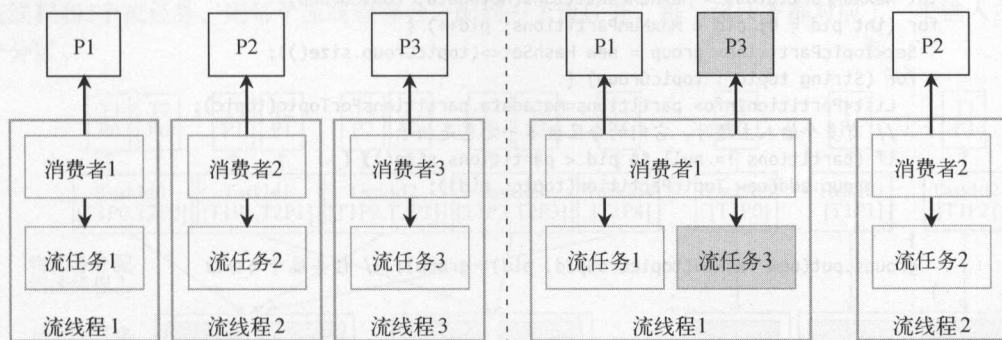 P1 P2 P3 P1 P3 P2
消费者1 消费者2 消费者3 消费者1 消费者2
流任务1 流任务2 流任务3 流任务1 流任务3 流任务2
流线程1 流线程2 流线程3 流线程1 流线程2